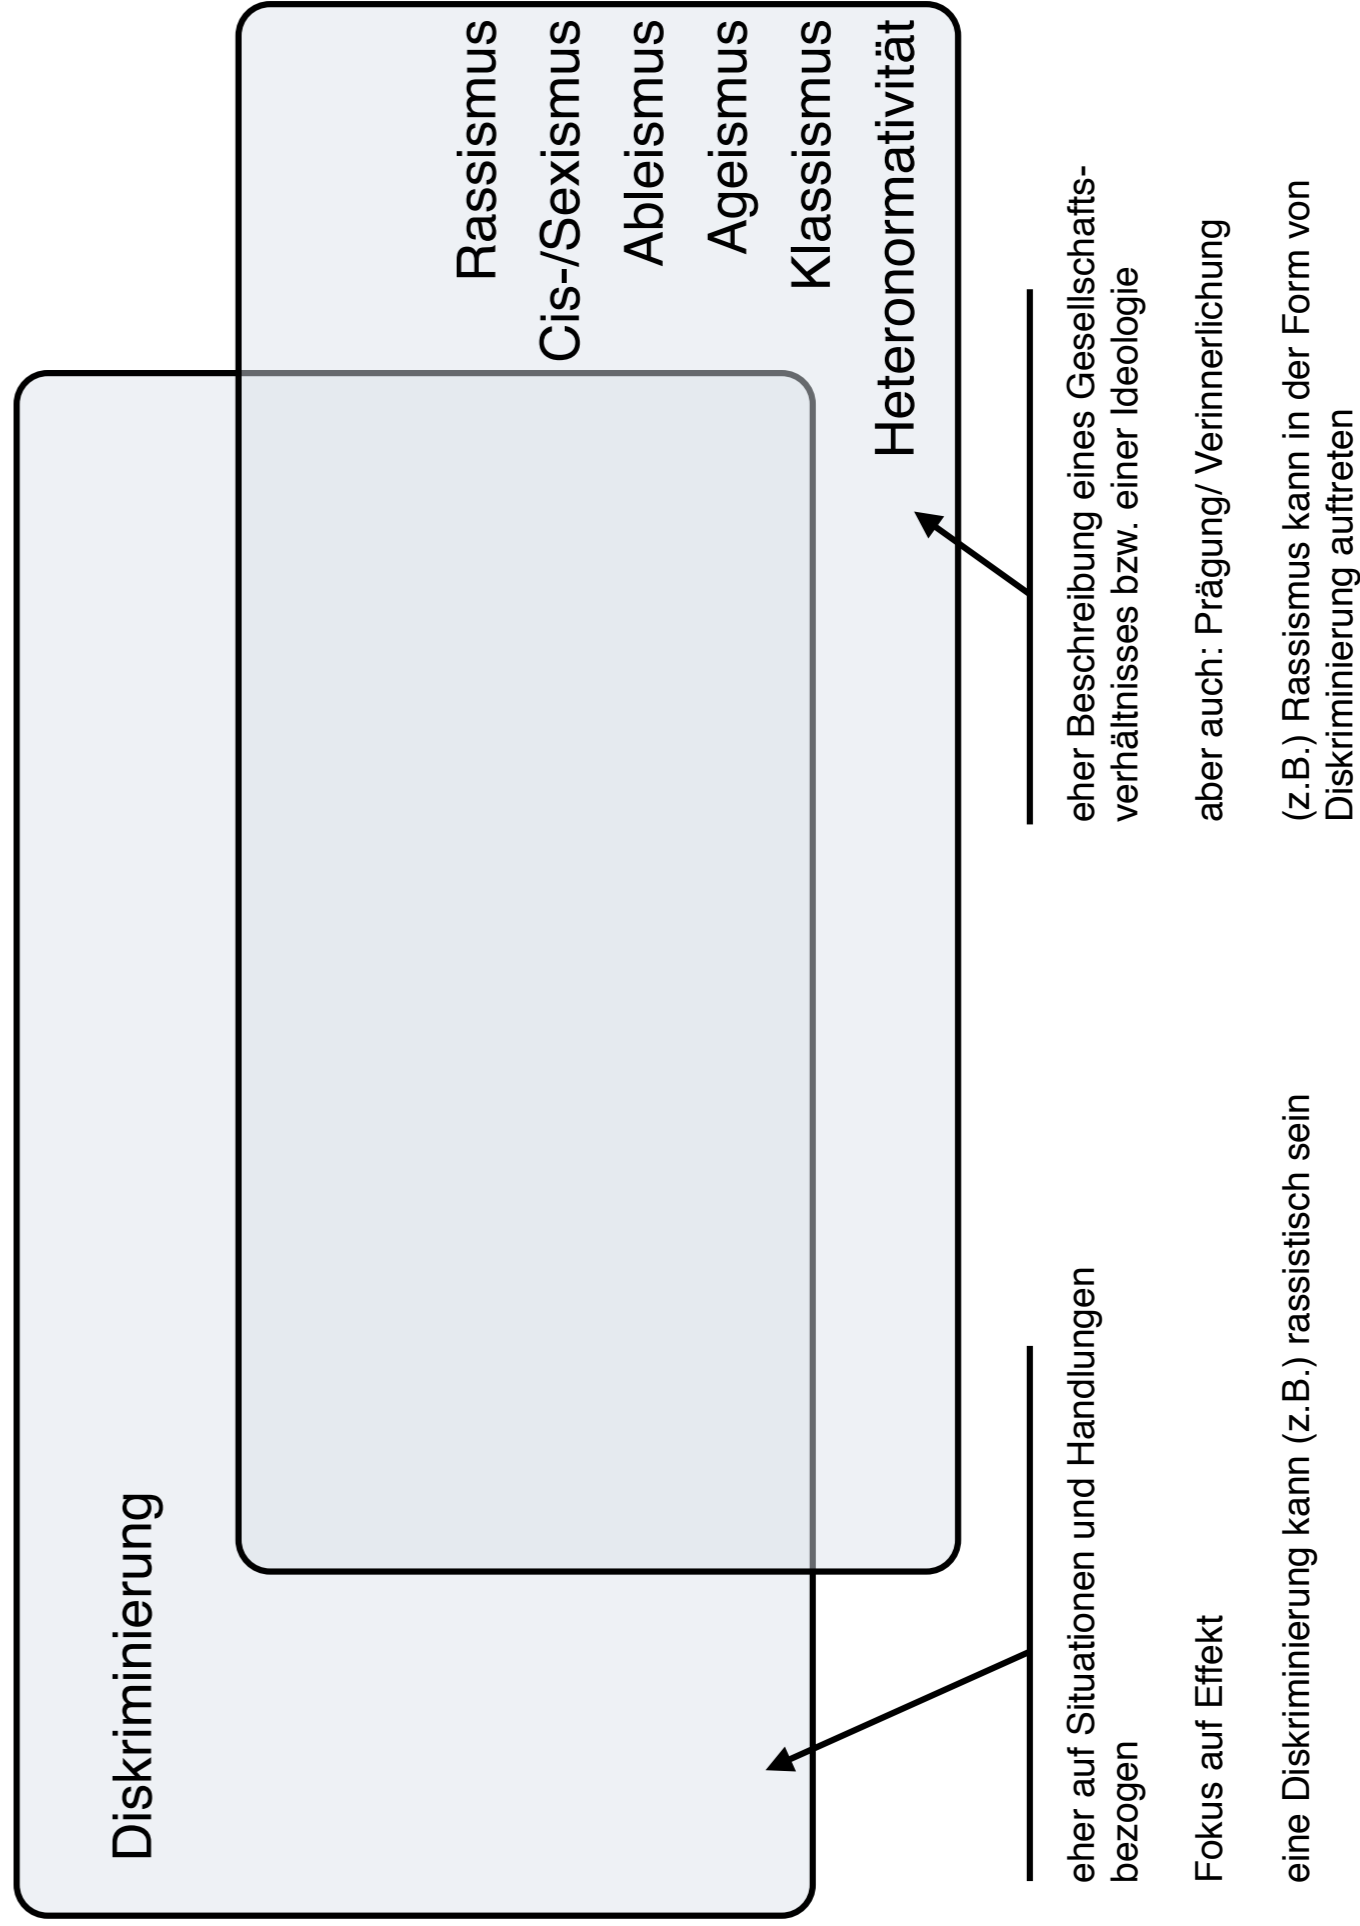 Diskriminierung
Rassismus
Cis-/Sexismus
Ableismus
Ageismus
Klassismus
Heteronormativität
eher auf Situationen und Handlungen
bezogen
Fokus auf Effekt
eine Diskriminierung kann (z.B.) rassistisch sein
eher Beschreibung eines Gesellschafts-
verhältnisses bzw. einer Ideologie
aber auch: Prägung/ Verinnerlichung
(z.B.) Rassismus kann in der Form von
Diskriminierung auftreten